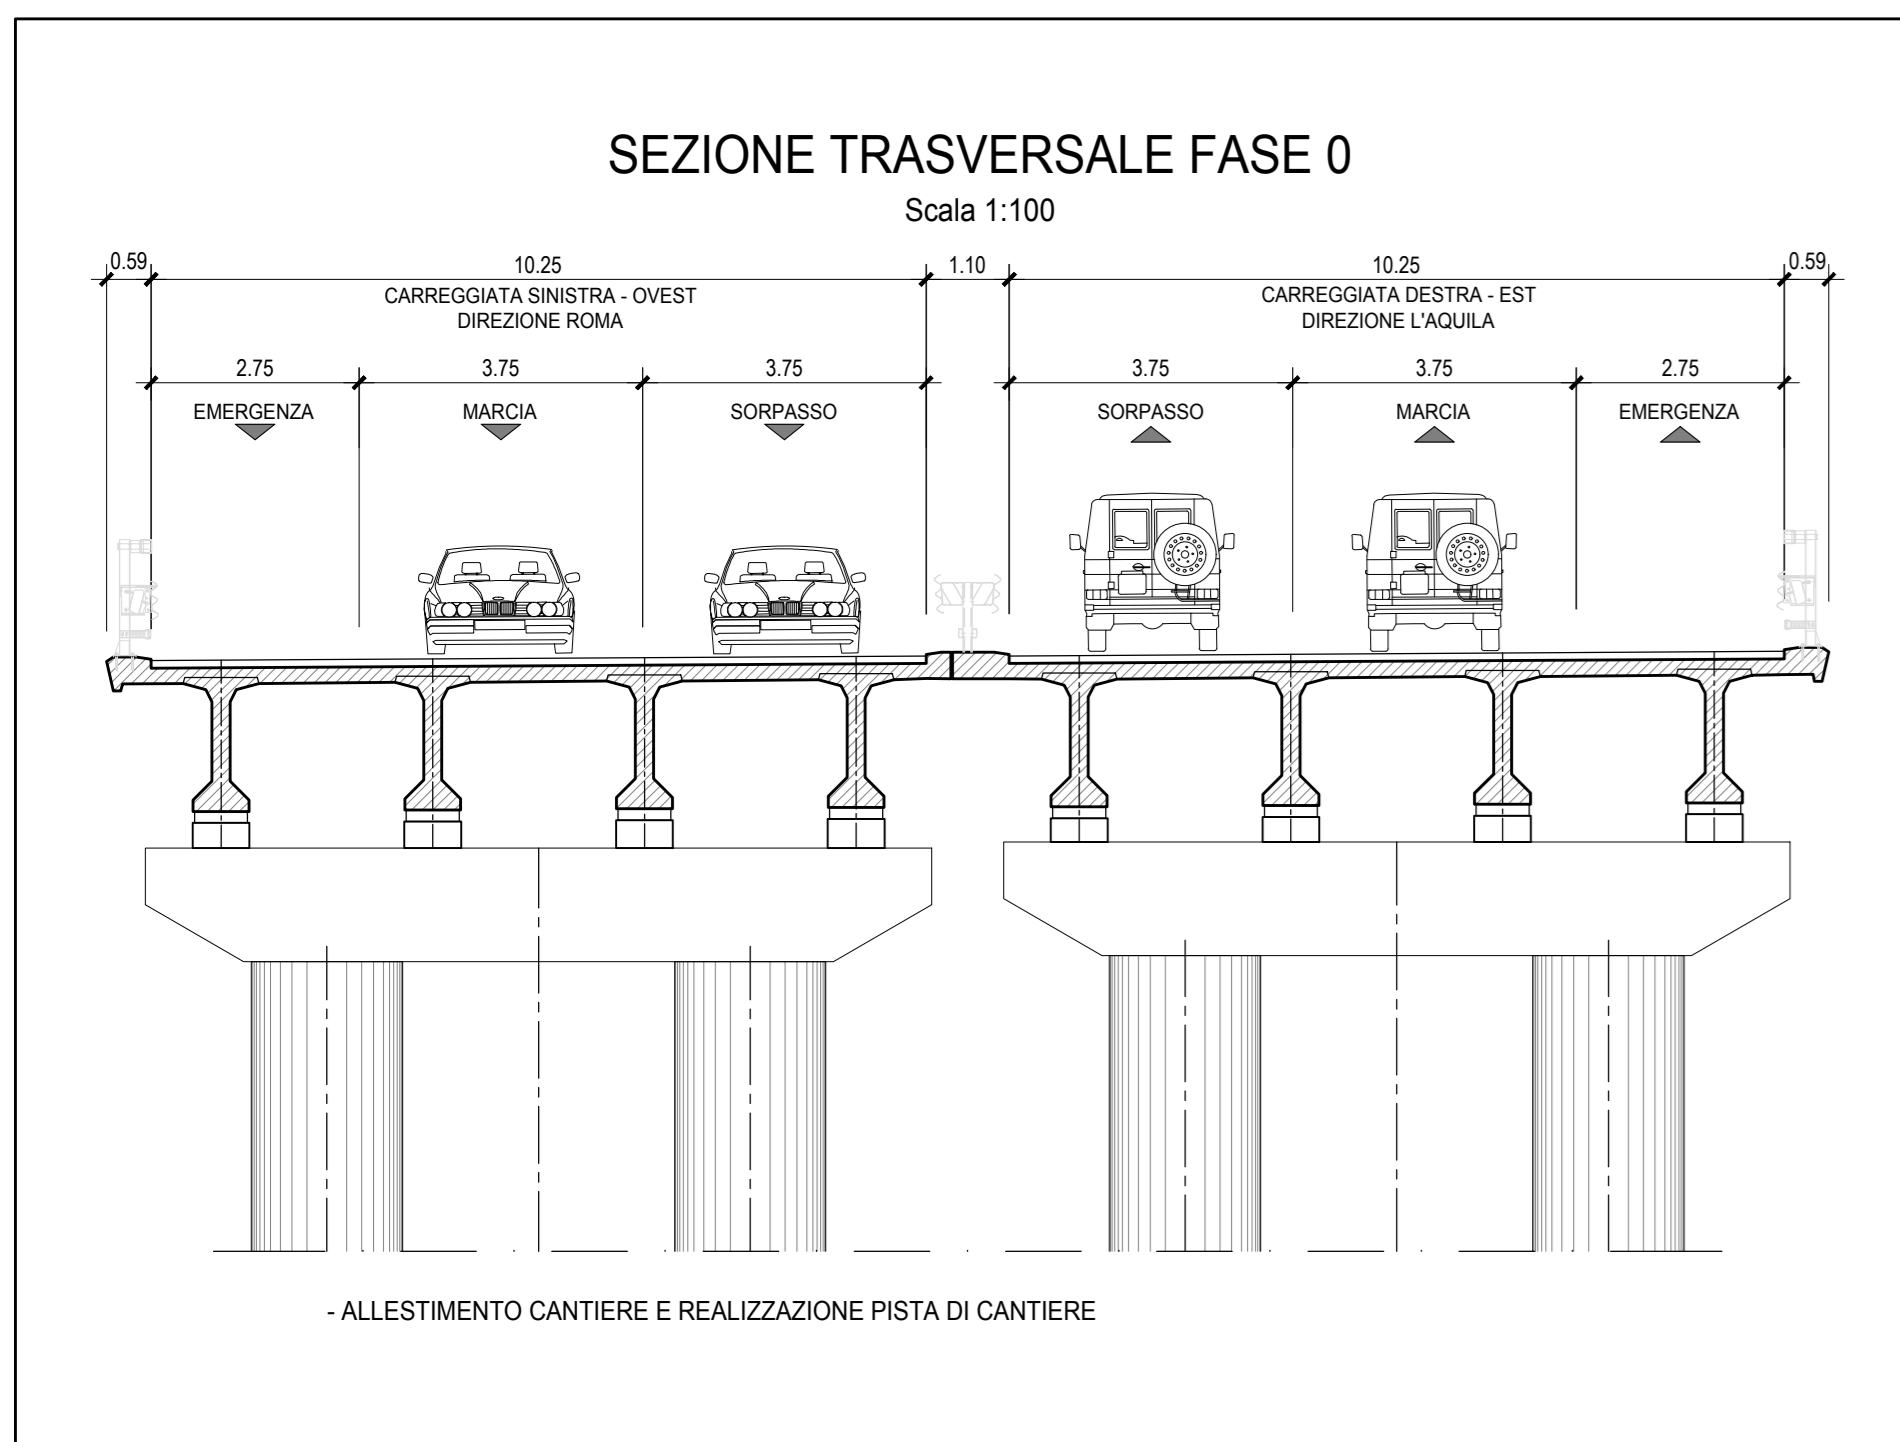 SEZIONE TRASVERSALE FASE 0
Scala 1:100
0.59 10.25 1.10 10.25 0.59
CARREGGIATA SINISTRA - OVEST
DIREZIONE ROMA
CARREGGIATA DESTRA - EST
DIREZIONE L'AQUILA
2.75 3.75 3.75 3.75 3.75 2.75
EMERGENZA MARCIA SORPASSO SORPASSO MARCIA EMERGENZA
- ALLESTIMENTO CANTIERE E REALIZZAZIONE PISTA DI CANTIERE